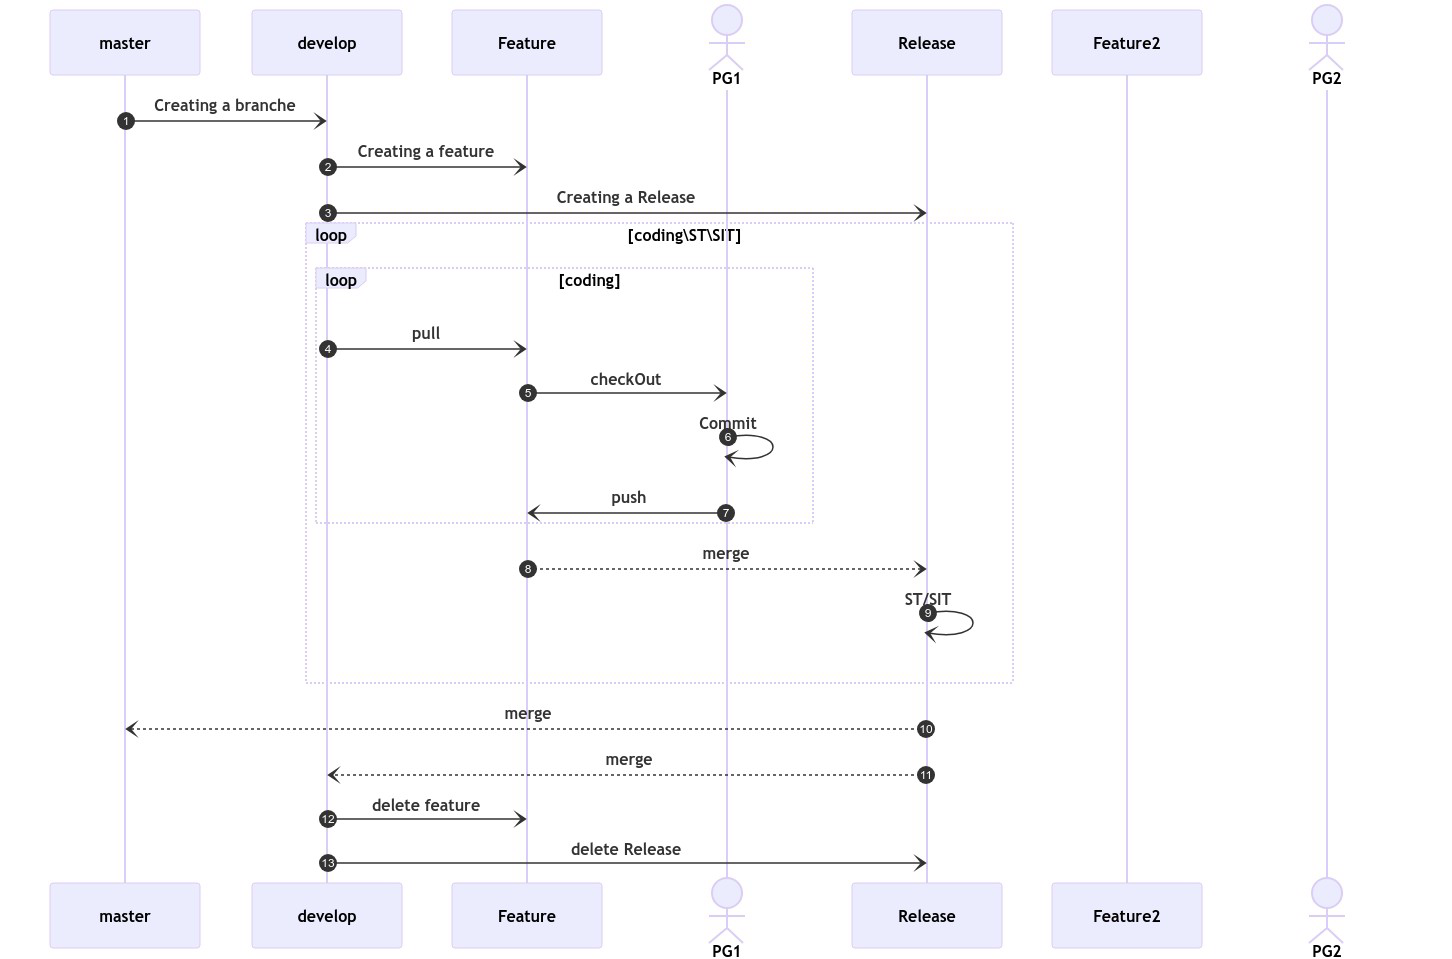 master
develop
Feature
PG1
Release
Feature2
PG2
Creating a branche
1
Creating a feature
2
Creating a Release
3
loop
[coding\ST\SIT]
loop
[coding]
pull
4
checkOut
5
Commit
6
push
7
merge
8
ST/SIT
9
merge
10
merge
11
delete feature
12
delete Release
13
master
develop
Feature
PG1
Release
Feature2
PG2